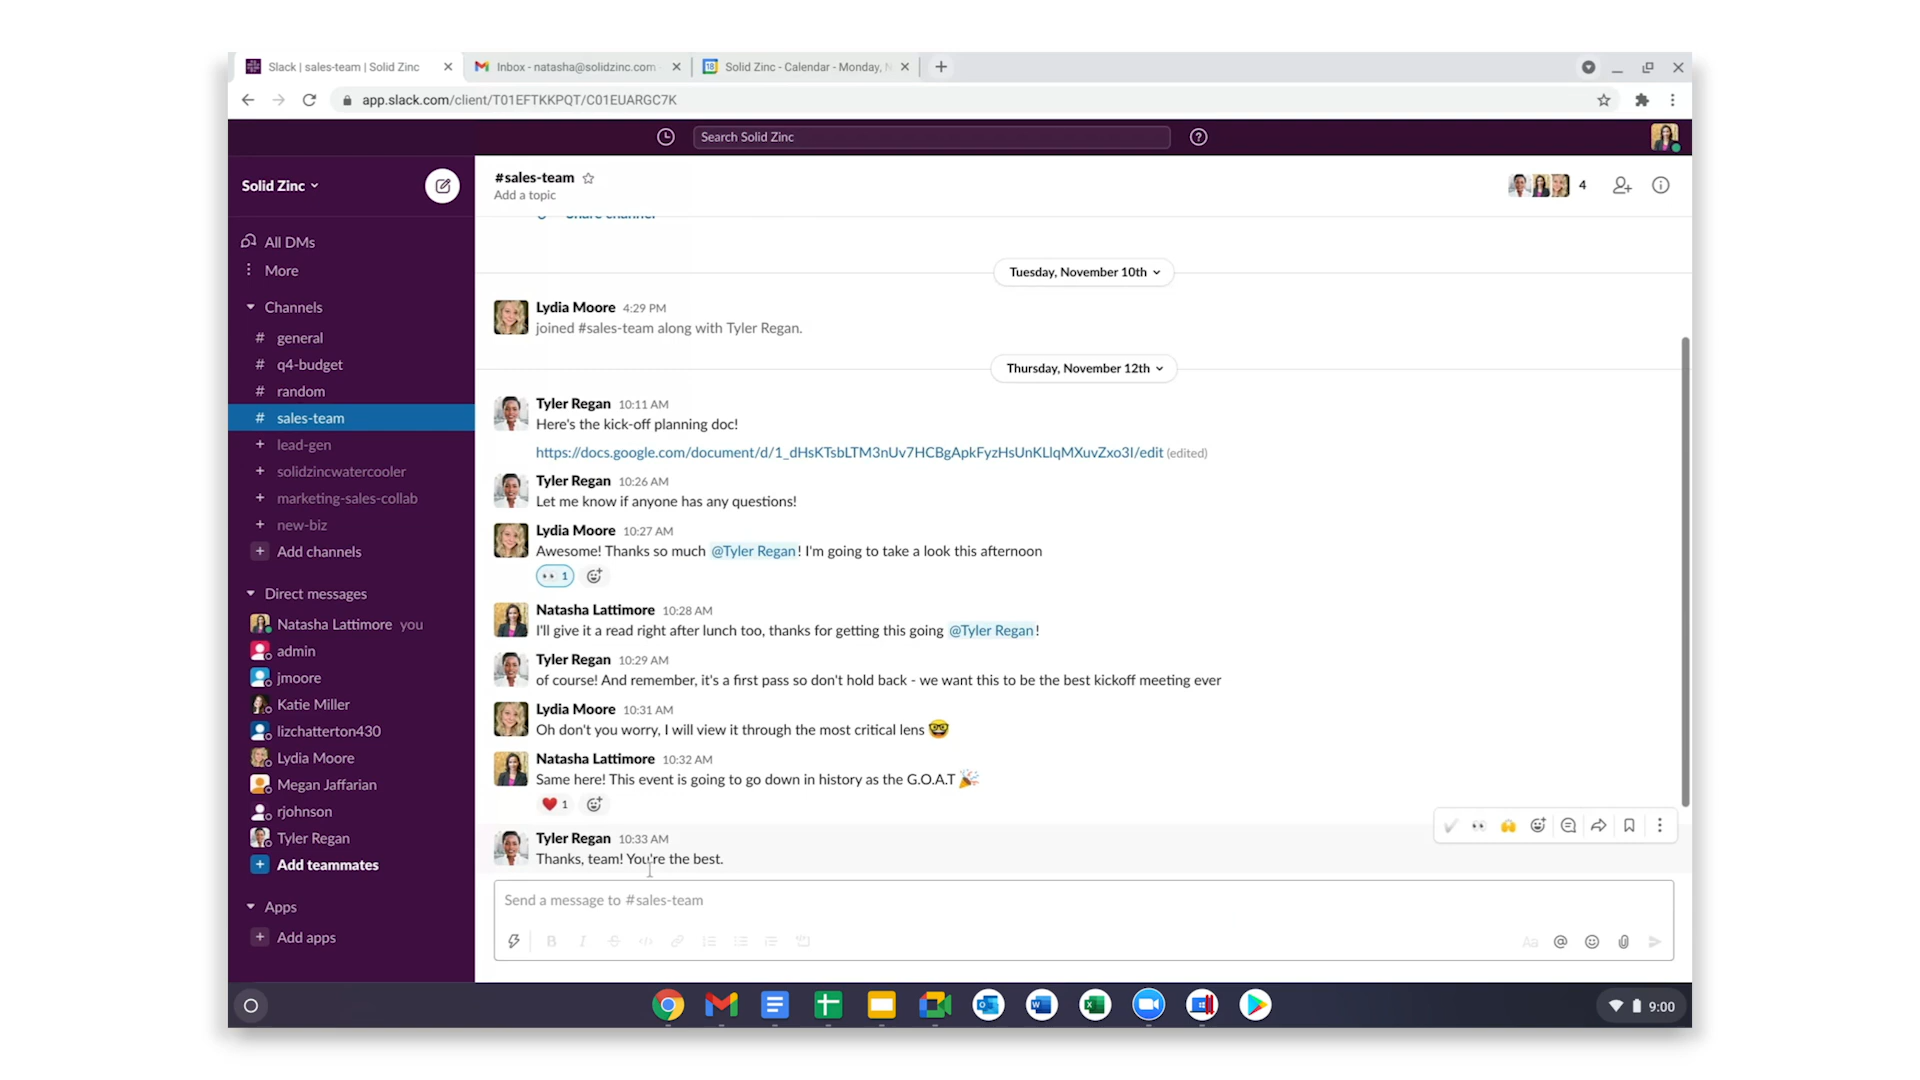 Slack | sales-team | Solid Zinc
Inbox - natasha@solidzinc.com
Solid Zinc - Calendar - Monday, N
app.slack.com/client/T01EFTKKPQT/C01EUARGC7K
Search Solid Zinc
Solid Zinc
#sales-team
Add a topic
4
All DMs
More
Channels
# general
# q4-budget
# random
# sales-team
+ lead-gen
+ solidzincwatercooler
+ marketing-sales-collab
+ new-biz
+ Add channels
Direct messages
Natasha Lattimore you
admin
jmoore
Katie Miller
lizchatterton430
Lydia Moore
Megan Jaffarian
rjohnson
Tyler Regan
+ Add teammates
Apps
+ Add apps
Share channel
Tuesday, November 10th
Lydia Moore 4:29 PM
joined #sales-team along with Tyler Regan.
Thursday, November 12th
Tyler Regan 10:11 AM
Here's the kick-off planning doc!
https://docs.google.com/document/d/1_dHsKTsbLTM3nUv7HCBgApkFyzHsUnKLlqMXuvZxo3I/edit (edited)
Tyler Regan 10:26 AM
Let me know if anyone has any questions!
Lydia Moore 10:27 AM
Awesome! Thanks so much @Tyler Regan! I'm going to take a look this afternoon
1
Natasha Lattimore 10:28 AM
I'll give it a read right after lunch too, thanks for getting this going @Tyler Regan!
Tyler Regan 10:29 AM
of course! And remember, it's a first pass so don't hold back - we want this to be the best kickoff meeting ever
Lydia Moore 10:31 AM
Oh don't you worry, I will view it through the most critical lens 🤓
Natasha Lattimore 10:32 AM
Same here! This event is going to go down in history as the G.O.A.T 🎉
❤️ 1
Tyler Regan 10:33 AM
Thanks, team! You're the best.
Send a message to #sales-team
B I S Aa @
9:00